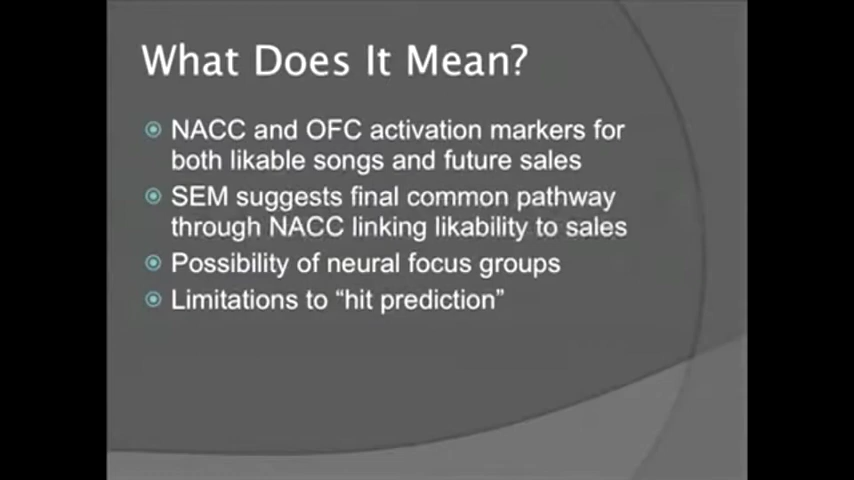 What Does It Mean?
NACC and OFC activation markers for
both likable songs and future sales
SEM suggests final common pathway
through NACC linking likability to sales
Possibility of neural focus groups
Limitations to “hit prediction”